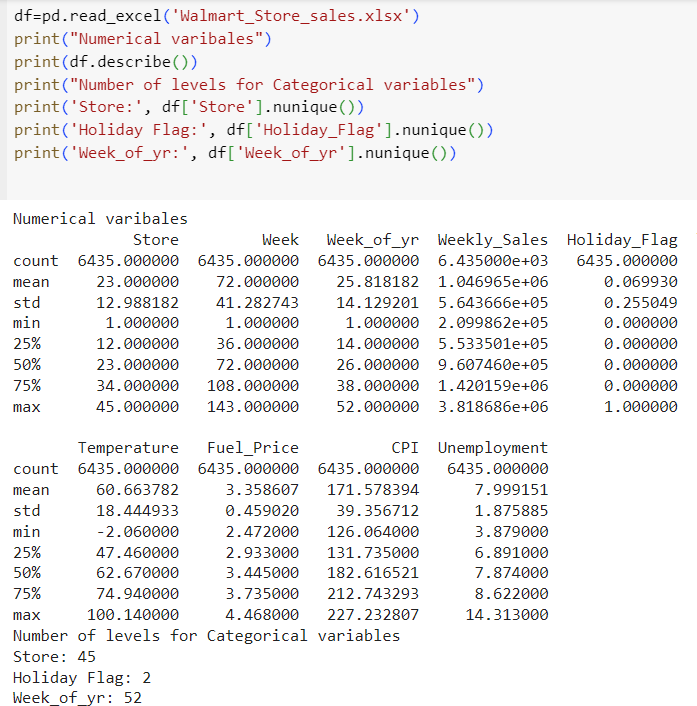 df=pd.read_excel('Walmart_Store_sales.xlsx')
print("Numerical varibales")
print(df.describe())
print("Number of levels for Categorical variables")
print('Store:', df['Store'].nunique())
print('Holiday Flag:', df['Holiday_Flag'].nunique())
print('Week_of_yr:', df['Week_of_yr'].nunique())
Numerical varibales
Store Week Week_of_yr Weekly_Sales Holiday_Flag
count 6435.000000 6435.000000 6435.000000 6.435000e+03 6435.000000
mean 23.000000 72.000000 25.818182 1.046965e+06 0.069930
std 12.988182 41.282743 14.129201 5.643666e+05 0.255049
min 1.000000 1.000000 1.000000 2.099862e+05 0.000000
25% 12.000000 36.000000 14.000000 5.533501e+05 0.000000
50% 23.000000 72.000000 26.000000 9.607460e+05 0.000000
75% 34.000000 108.000000 38.000000 1.420159e+06 0.000000
max 45.000000 143.000000 52.000000 3.818686e+06 1.000000
Temperature Fuel_Price CPI Unemployment
count 6435.000000 6435.000000 6435.000000 6435.000000
mean 60.663782 3.358607 171.578394 7.999151
std 18.444933 0.459020 39.356712 1.875885
min -2.060000 2.472000 126.064000 3.879000
25% 47.460000 2.933000 131.735000 6.891000
50% 62.670000 3.445000 182.616521 7.874000
75% 74.940000 3.735000 212.743293 8.622000
max 100.140000 4.468000 227.232807 14.313000
Number of levels for Categorical variables
Store: 45
Holiday Flag: 2
Week_of_yr: 52